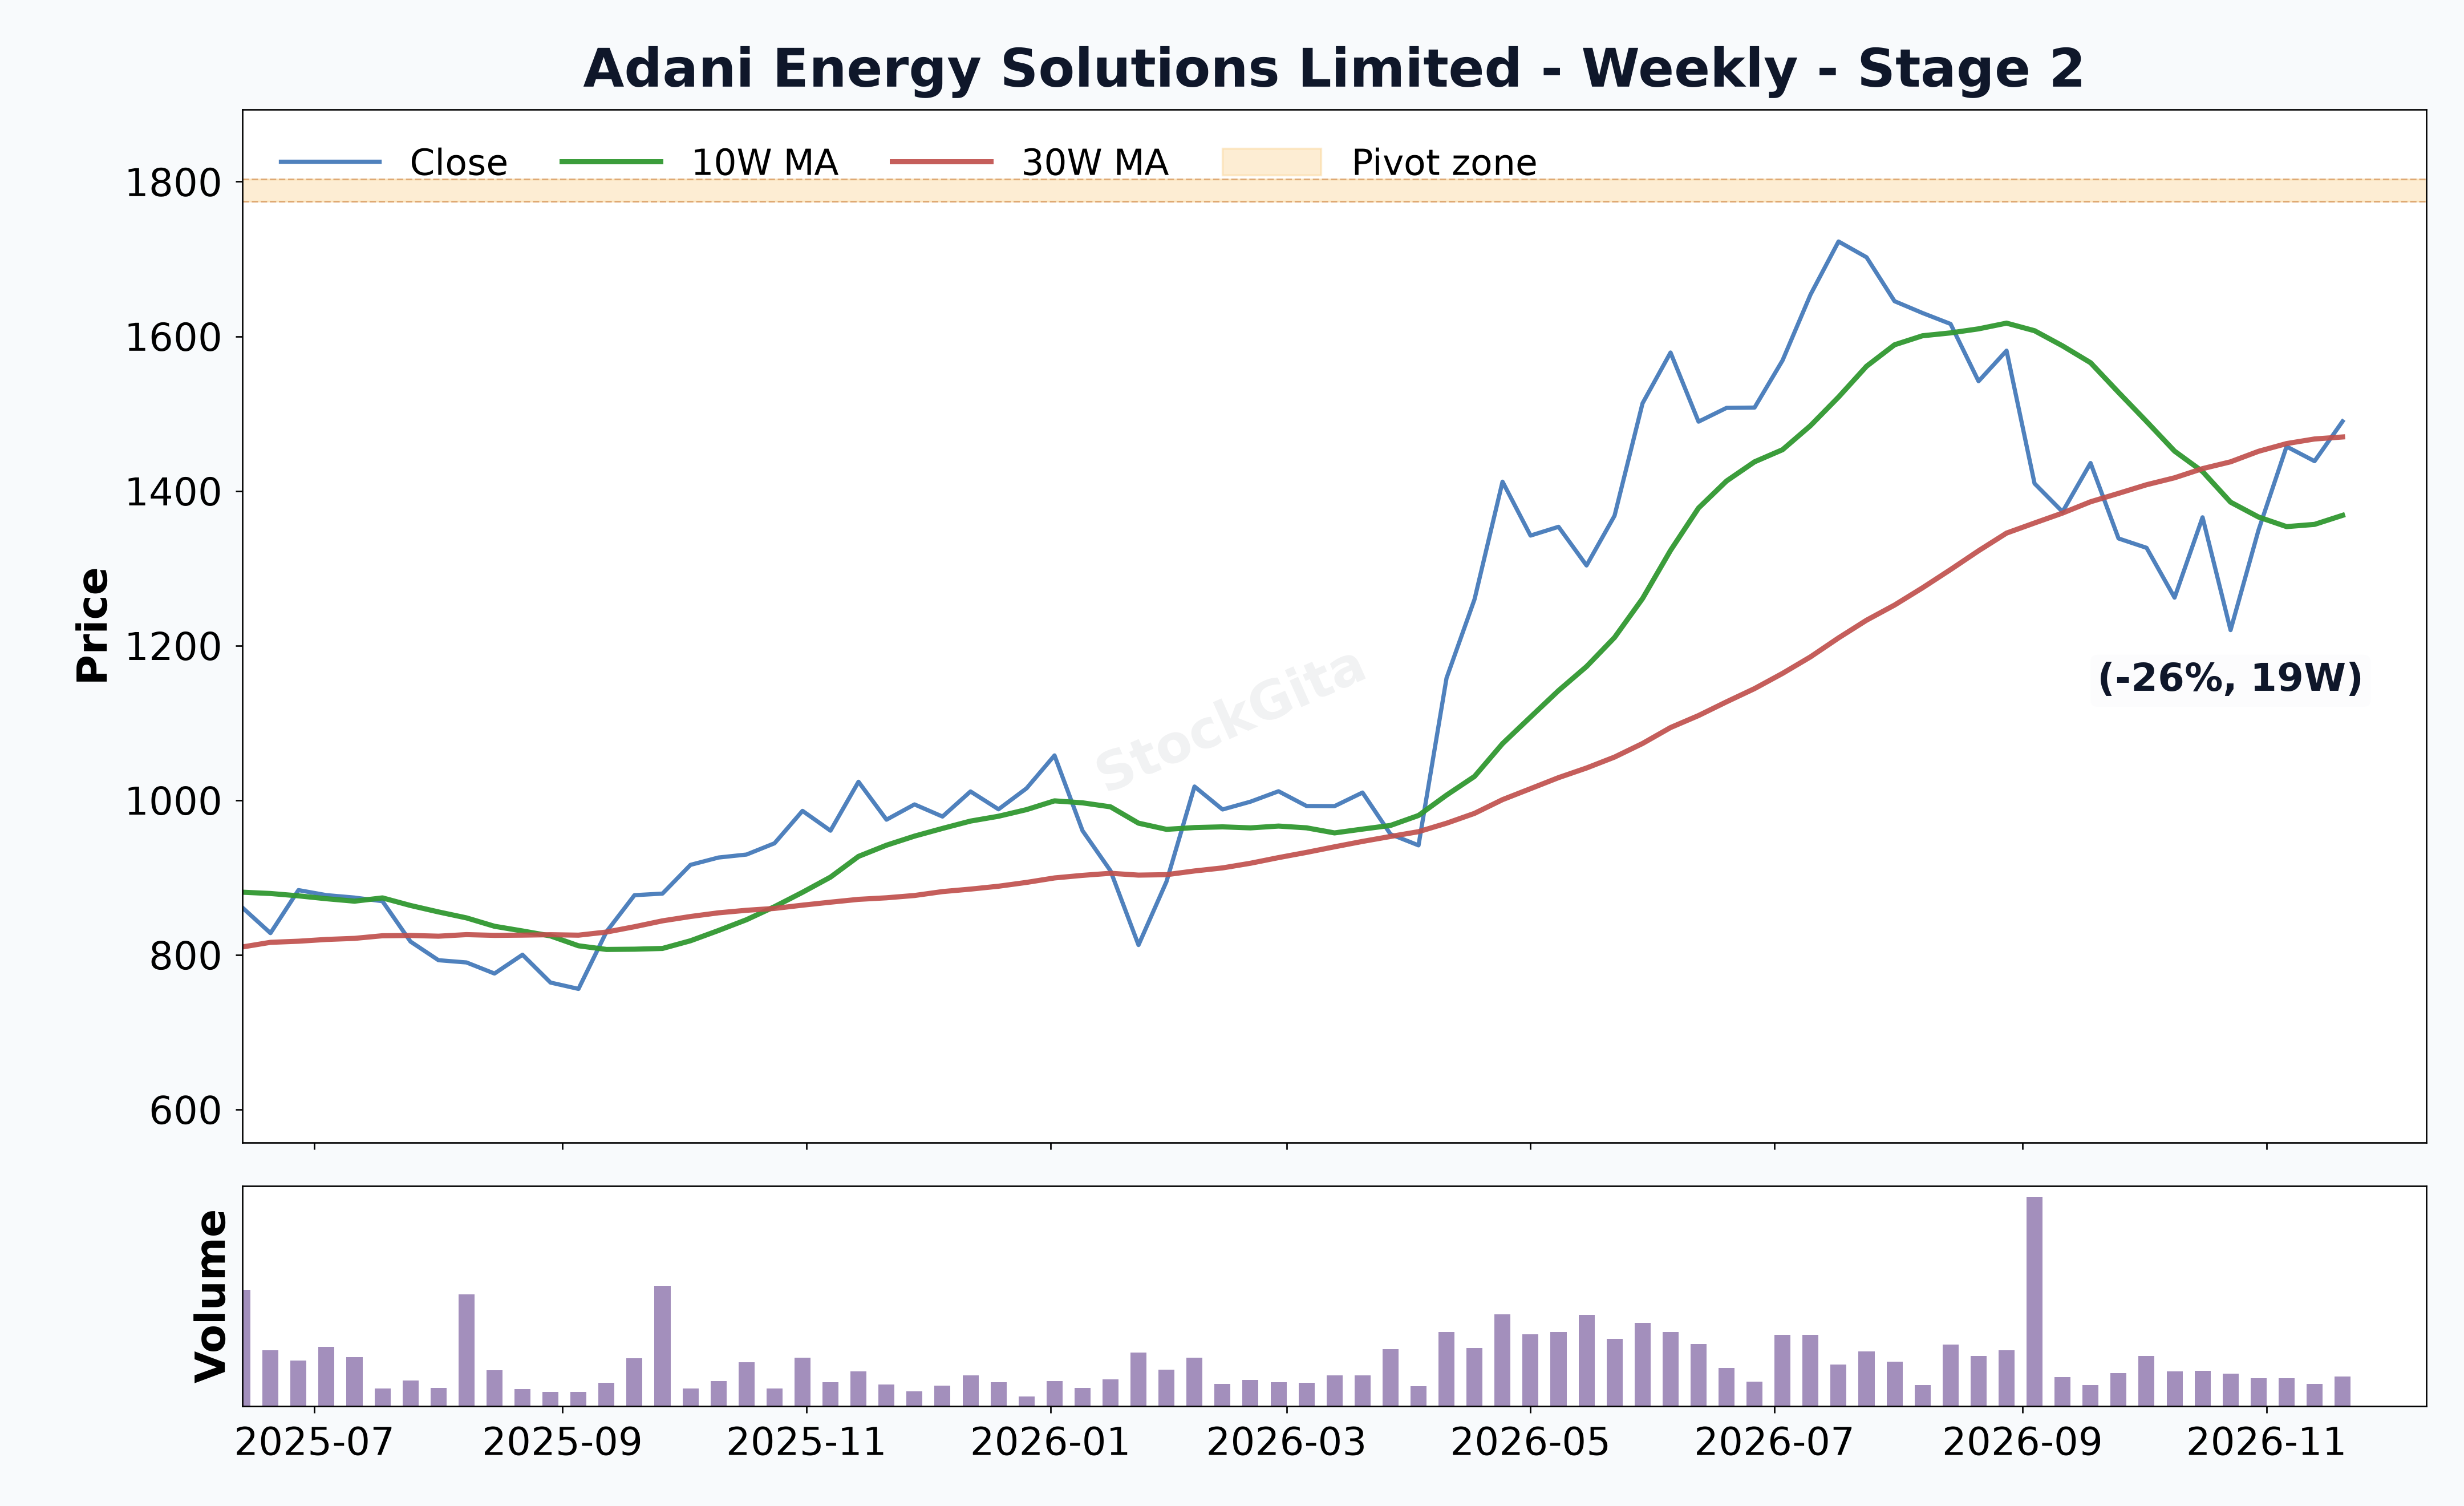 Adani Energy Solutions Limited - Weekly - Stage 2
Close 10W MA 30W MA Pivot zone
1800
1600
1400
1200
1000
800
600
Price
StockGita
(-26%, 19W)
Volume
2025-07 2025-09 2025-11 2026-01 2026-03 2026-05 2026-07 2026-09 2026-11